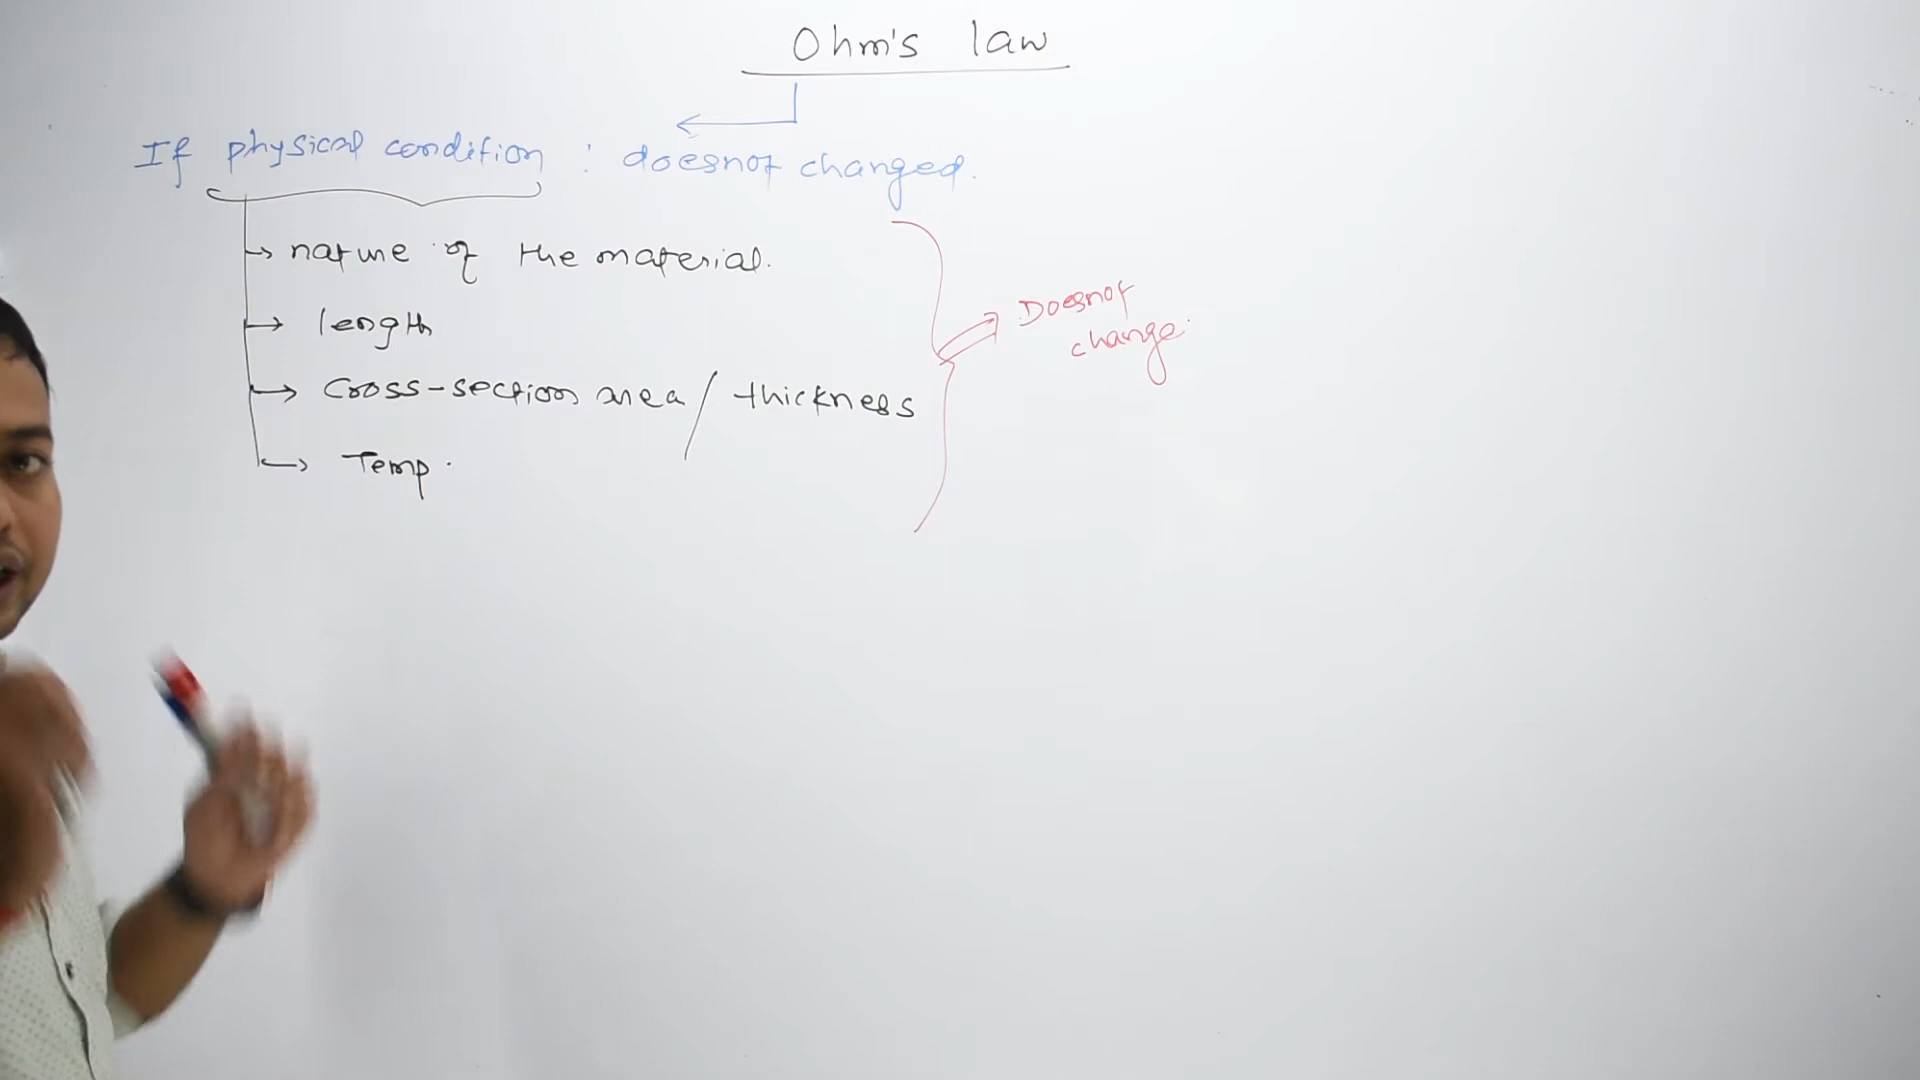 Ohm's law
If physical condition : doesnot changed.
nature of the material.
length
Cross-section area / thickness
Temp.
Doesnot
change.